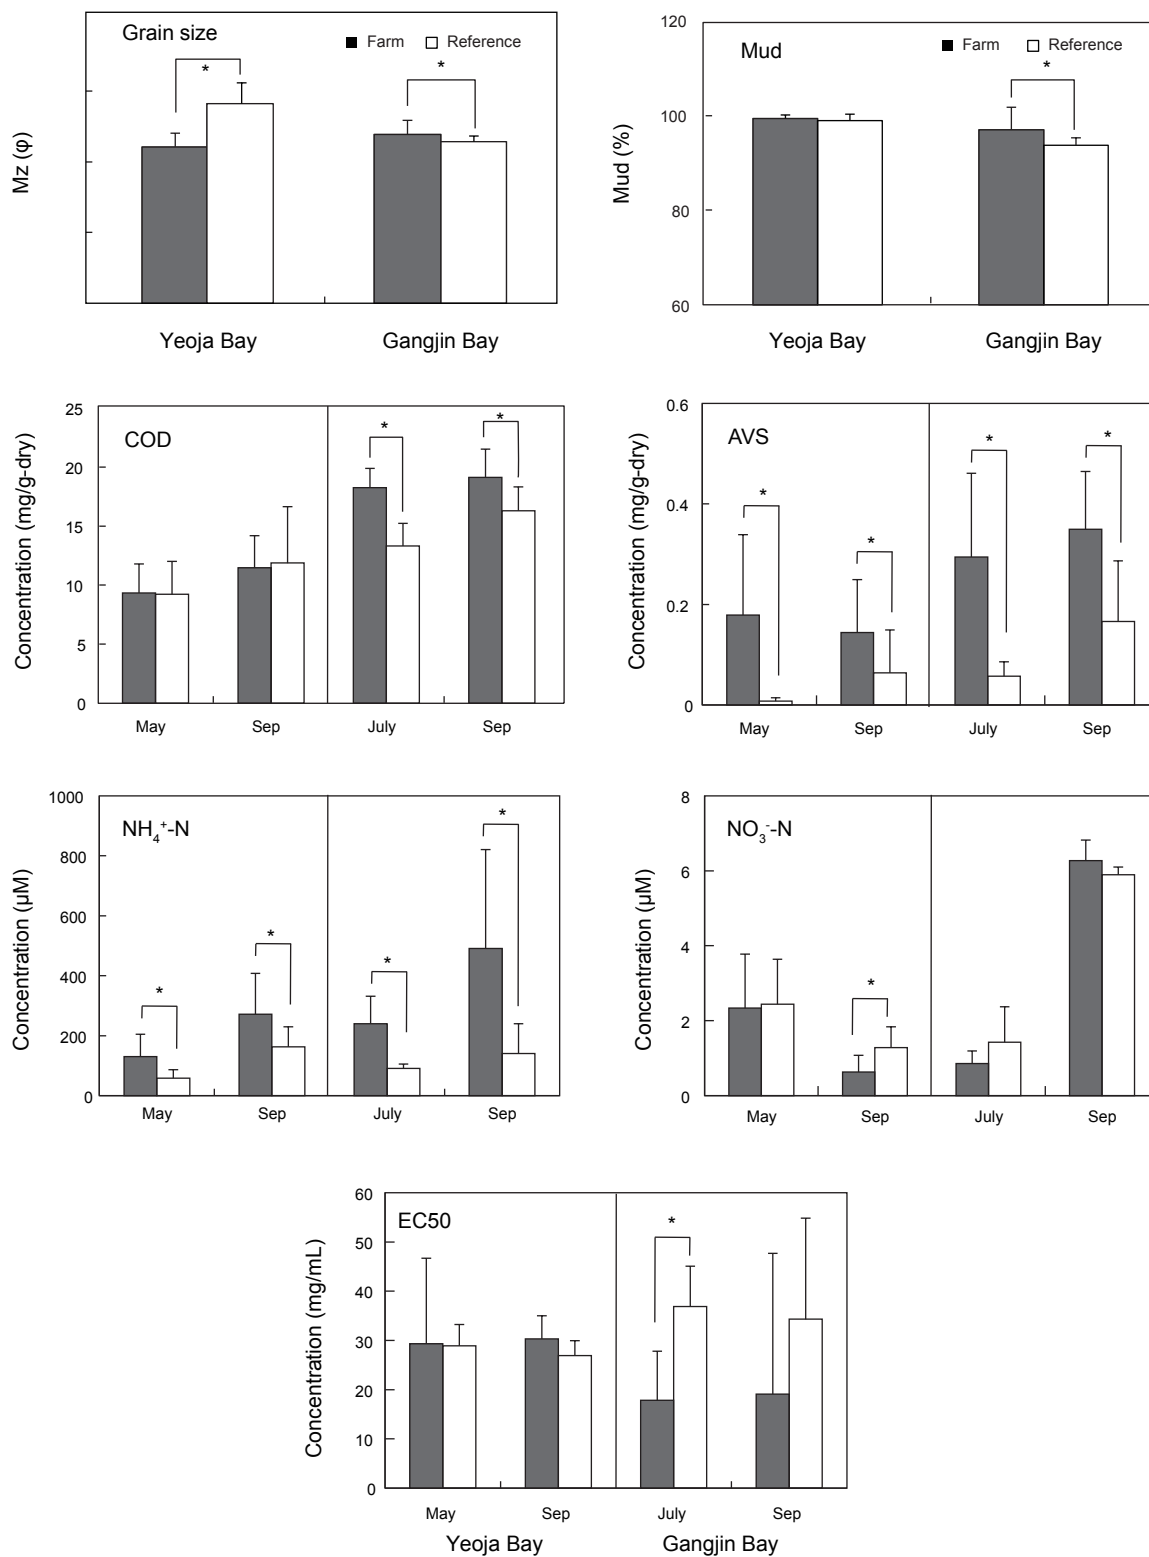 Grain size
Farm Reference
*
*
Mz (φ)
Yeoja Bay Gangjin Bay
120
100
80
60
Mud
Farm Reference
*
Mud (%)
Yeoja Bay Gangjin Bay
25
20
15
10
5
0
COD
*
*
Concentration (mg/g-dry)
May Sep July Sep
0.6
0.4
0.2
0
AVS
*
*
*
*
Concentration (mg/g-dry)
May Sep July Sep
1000
800
600
400
200
0
NH₄⁺-N
*
*
*
*
Concentration (µM)
May Sep July Sep
8
6
4
2
0
NO₃⁻-N
*
Concentration (µM)
May Sep July Sep
60
50
40
30
20
10
0
EC50
*
Concentration (mg/mL)
May Sep July Sep
Yeoja Bay Gangjin Bay